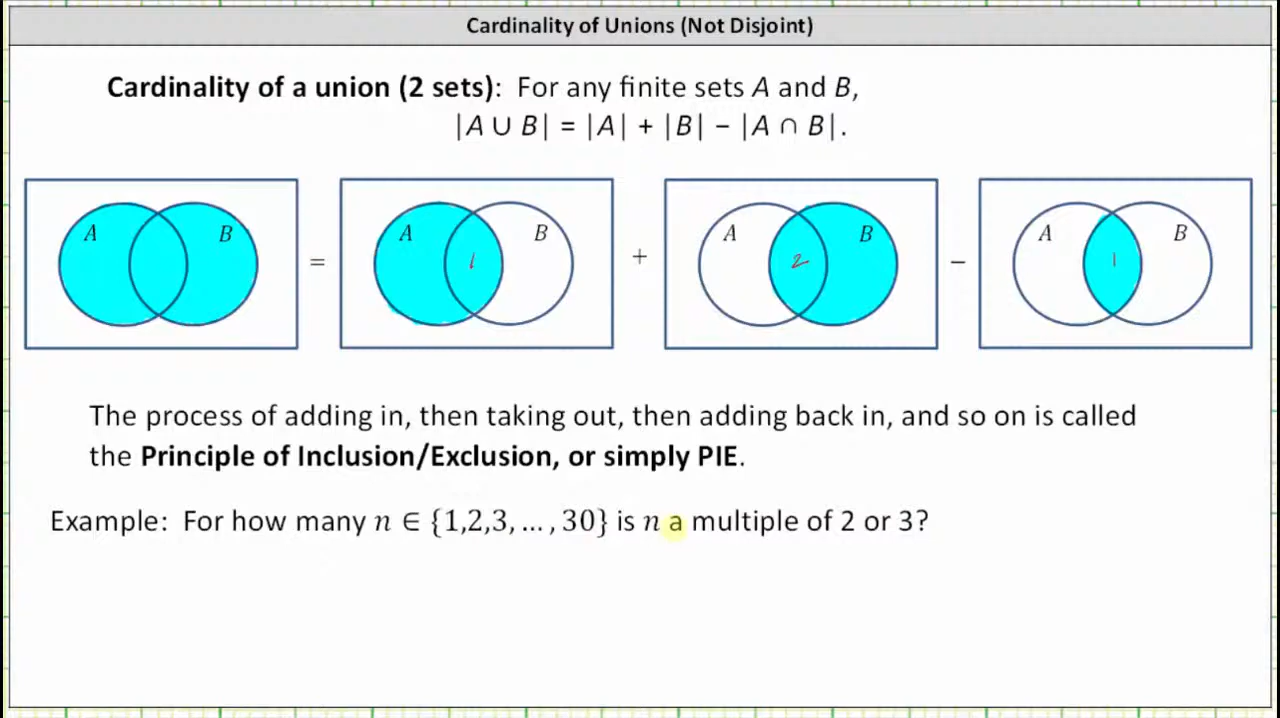 Cardinality of Unions (Not Disjoint)
Cardinality of a union (2 sets): For any finite sets A and B,
|A ∪ B| = |A| + |B| − |A ∩ B|.
A B = A 1 B + A 2 B − A 1 B
The process of adding in, then taking out, then adding back in, and so on is called
the Principle of Inclusion/Exclusion, or simply PIE.
Example: For how many n ∈ {1,2,3, … , 30} is n a multiple of 2 or 3?